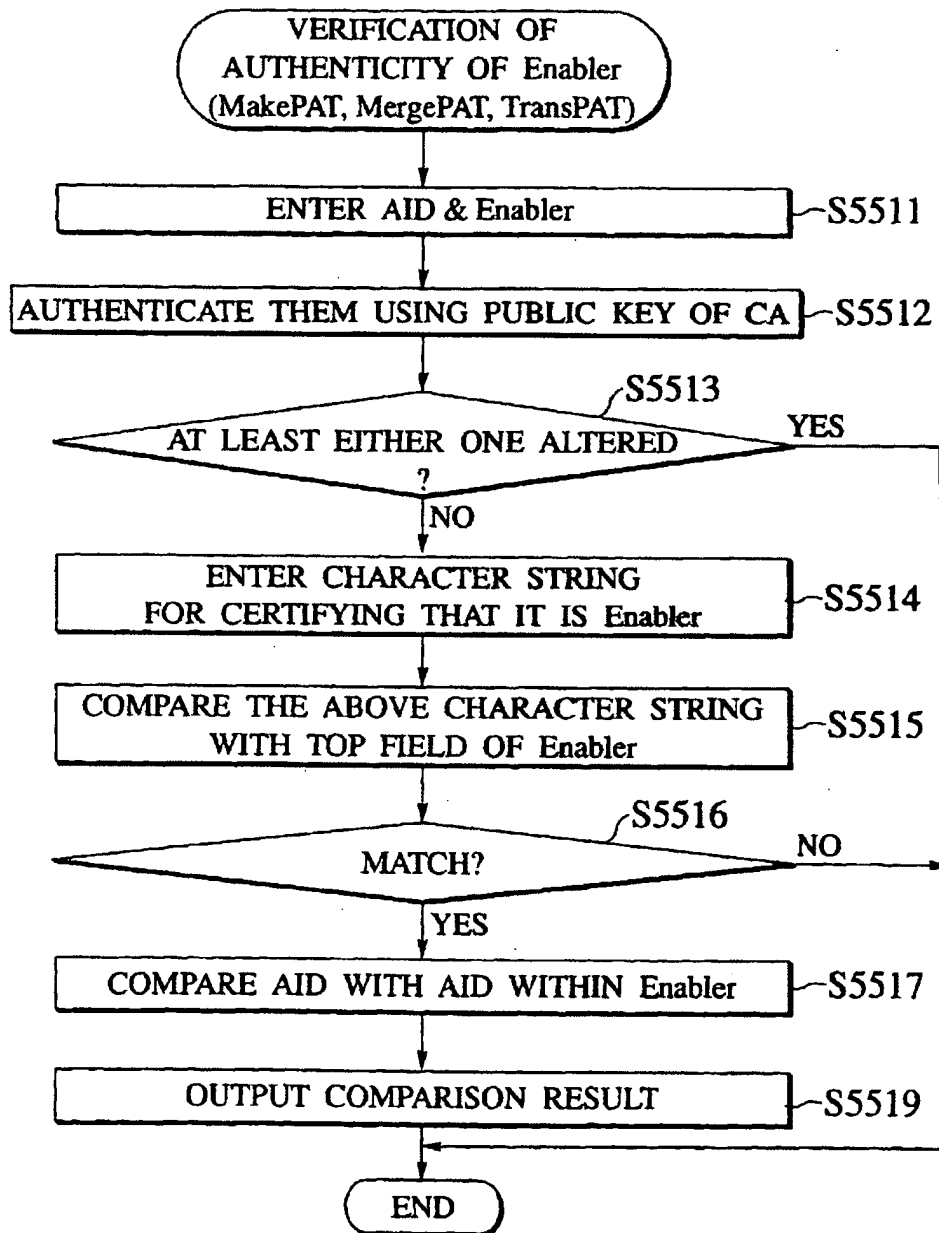 VERIFICATION OF
AUTHENTICITY OF Enabler
(MakePAT, MergePAT, TransPAT)
ENTER AID & Enabler
S5511
AUTHENTICATE THEM USING PUBLIC KEY OF CA
S5512
S5513
AT LEAST EITHER ONE ALTERED
?
YES
NO
ENTER CHARACTER STRING
FOR CERTIFYING THAT IT IS Enabler
S5514
COMPARE THE ABOVE CHARACTER STRING
WITH TOP FIELD OF Enabler
S5515
S5516
MATCH?
NO
YES
COMPARE AID WITH AID WITHIN Enabler
S5517
OUTPUT COMPARISON RESULT
S5519
END